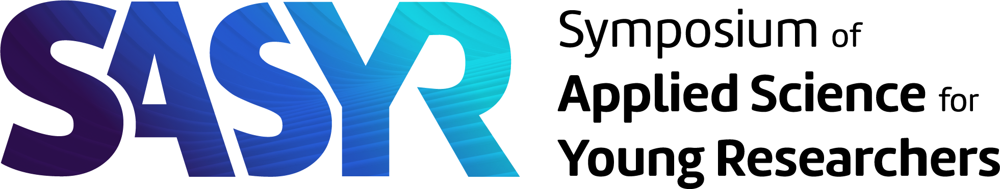 SASYR
Symposium of
Applied Science for
Young Researchers